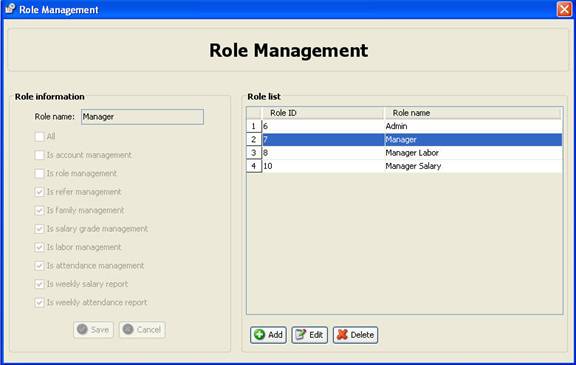 Role Management
Role Management
Role information
Role name: Manager
All
Is account management
Is role management
Is refer management
Is family management
Is salary grade management
Is labor management
Is attendance management
Is weekly salary report
Is weekly attendance report
Save Cancel
Role list
Role ID Role name
1 6 Admin
2 7 Manager
3 8 Manager Labor
4 10 Manager Salary
Add Edit Delete